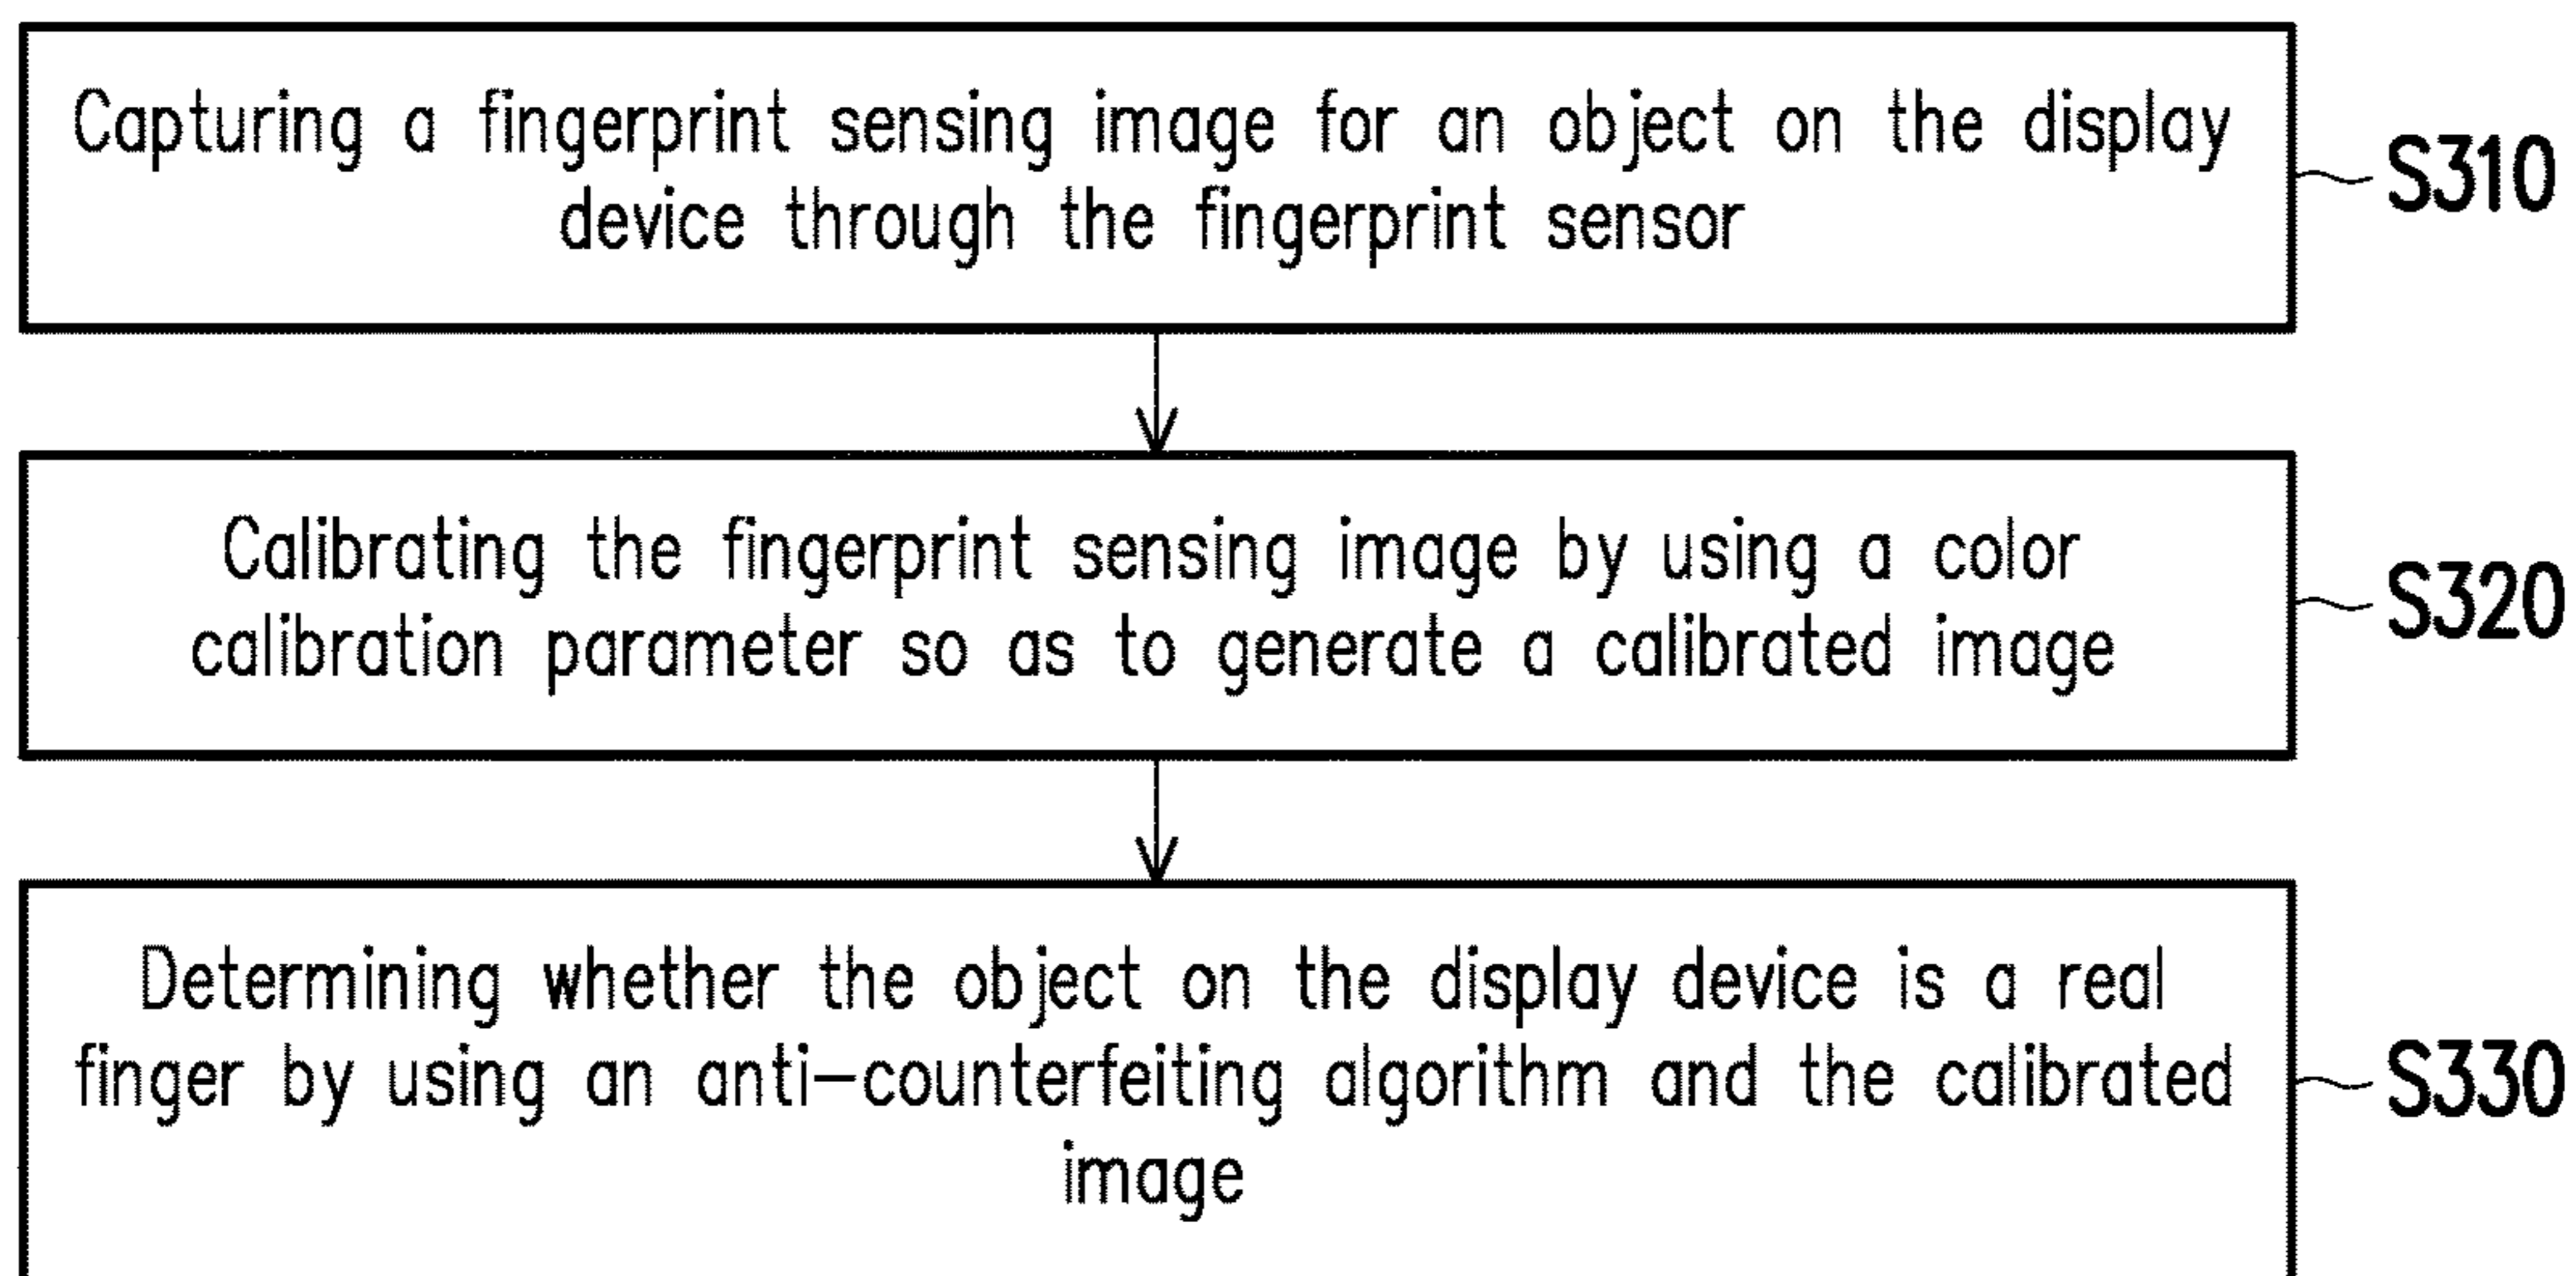 Capturing a fingerprint sensing image for an object on the display
device through the fingerprint sensor
S310
Calibrating the fingerprint sensing image by using a color
calibration parameter so as to generate a calibrated image
S320
Determining whether the object on the display device is a real
finger by using an anti-counterfeiting algorithm and the calibrated
image
S330